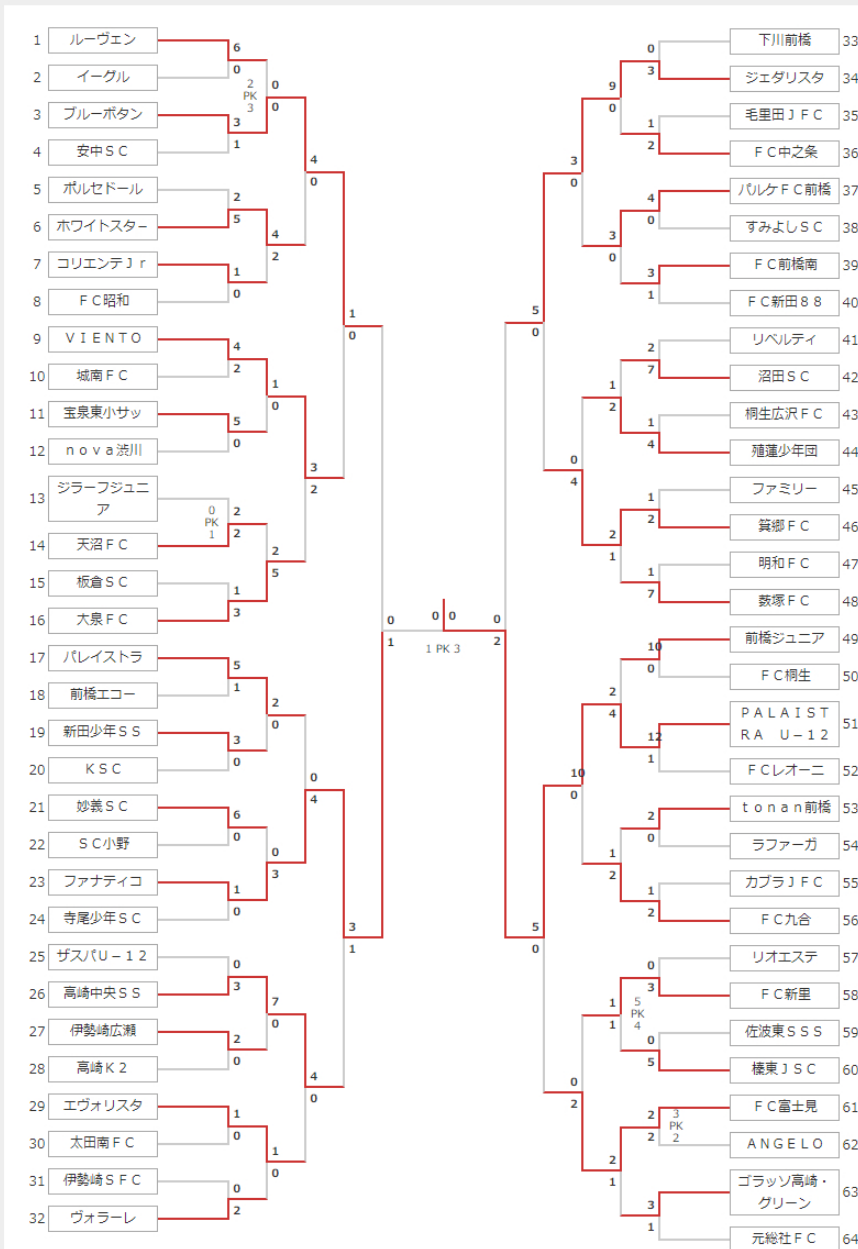 1 ルーヴェン
2 イーグル
3 ブルーボタン
4 安中ＳＣ
5 ポルセドール
6 ホワイトスター
7 コリエンテＪｒ
8 ＦＣ昭和
9 ＶＩＥＮＴＯ
10 城南ＦＣ
11 宝泉東小サッ
12 ｎｏｖａ渋川
13 ジラーフジュニ
ア
14 天沼ＦＣ
15 板倉ＳＣ
16 大泉ＦＣ
17 パレイストラ
18 前橋エコー
19 新田少年ＳＳ
20 ＫＳＣ
21 妙義ＳＣ
22 ＳＣ小野
23 ファナティコ
24 寺尾少年ＳＣ
25 ザスパＵ－１２
26 高崎中央ＳＳ
27 伊勢崎広瀬
28 高崎Ｋ２
29 エヴォリスタ
30 太田南ＦＣ
31 伊勢崎ＳＦＣ
32 ヴォラーレ
6
0
3
1
2
5
1
0
4
2
5
0
2
2
0
PK
1
1
3
5
1
3
0
6
0
1
0
0
3
2
0
1
0
0
2
0
0
2
PK
3
4
2
1
0
2
5
2
0
0
3
7
0
1
0
4
0
3
2
0
4
4
0
1
0
3
1
0
1
0 0
1 PK 3
0
2
5
0
5
0
3
0
0
4
10
0
0
2
9
0
3
0
1
2
2
1
2
4
1
2
1
1
5
PK
4
2
1
0
3
1
2
4
0
3
1
2
7
1
4
1
2
1
7
10
0
12
1
2
0
1
2
0
3
0
5
2
2
3
PK
2
3
1
下川前橋 33
ジェダリスタ 34
毛里田ＪＦＣ 35
ＦＣ中之条 36
パルケＦＣ前橋 37
すみよしＳＣ 38
ＦＣ前橋南 39
ＦＣ新田８８ 40
リベルティ 41
沼田ＳＣ 42
桐生広沢ＦＣ 43
殖蓮少年団 44
ファミリー 45
箕郷ＦＣ 46
明和ＦＣ 47
薮塚ＦＣ 48
前橋ジュニア 49
ＦＣ桐生 50
ＰＡＬＡＩＳＴ
ＲＡ　Ｕ－１２ 51
ＦＣレオーニ 52
ｔｏｎａｎ前橋 53
ラファーガ 54
カブラＪＦＣ 55
ＦＣ九合 56
リオエステ 57
ＦＣ新里 58
佐波東ＳＳＳ 59
榛東ＪＳＣ 60
ＦＣ富士見 61
ＡＮＧＥＬＯ 62
ゴラッソ高崎・
グリーン 63
元総社ＦＣ 64